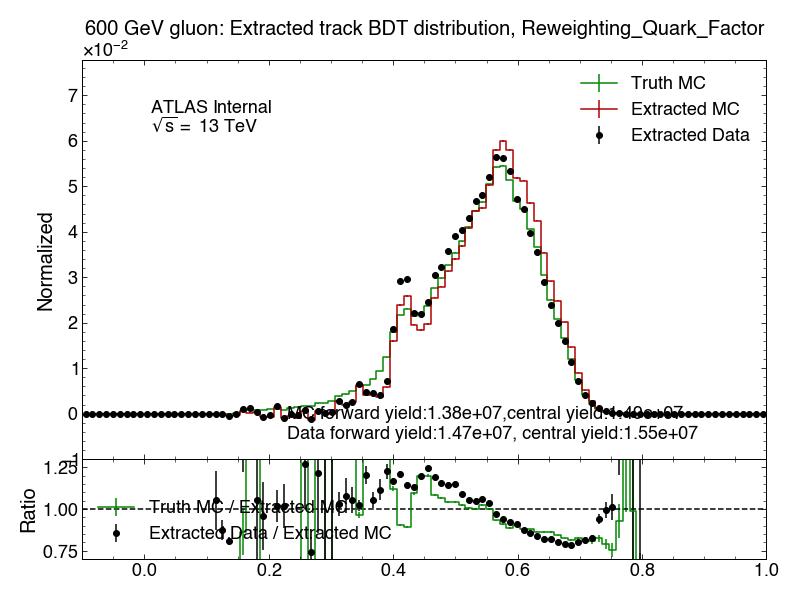 600 GeV gluon: Extracted track BDT distribution, Reweighting_Quark_Factor
×10⁻²
ATLAS Internal
√s = 13 TeV
Truth MC
Extracted MC
Extracted Data
Normalized
7
6
5
4
3
2
1
0
MC forward yield:1.38e+07,central yield:1.49e+07
Data forward yield:1.47e+07, central yield:1.55e+07
Ratio
1.25
1.00
0.75
Truth MC / Extracted MC
Extracted Data / Extracted MC
0.0 0.2 0.4 0.6 0.8 1.0